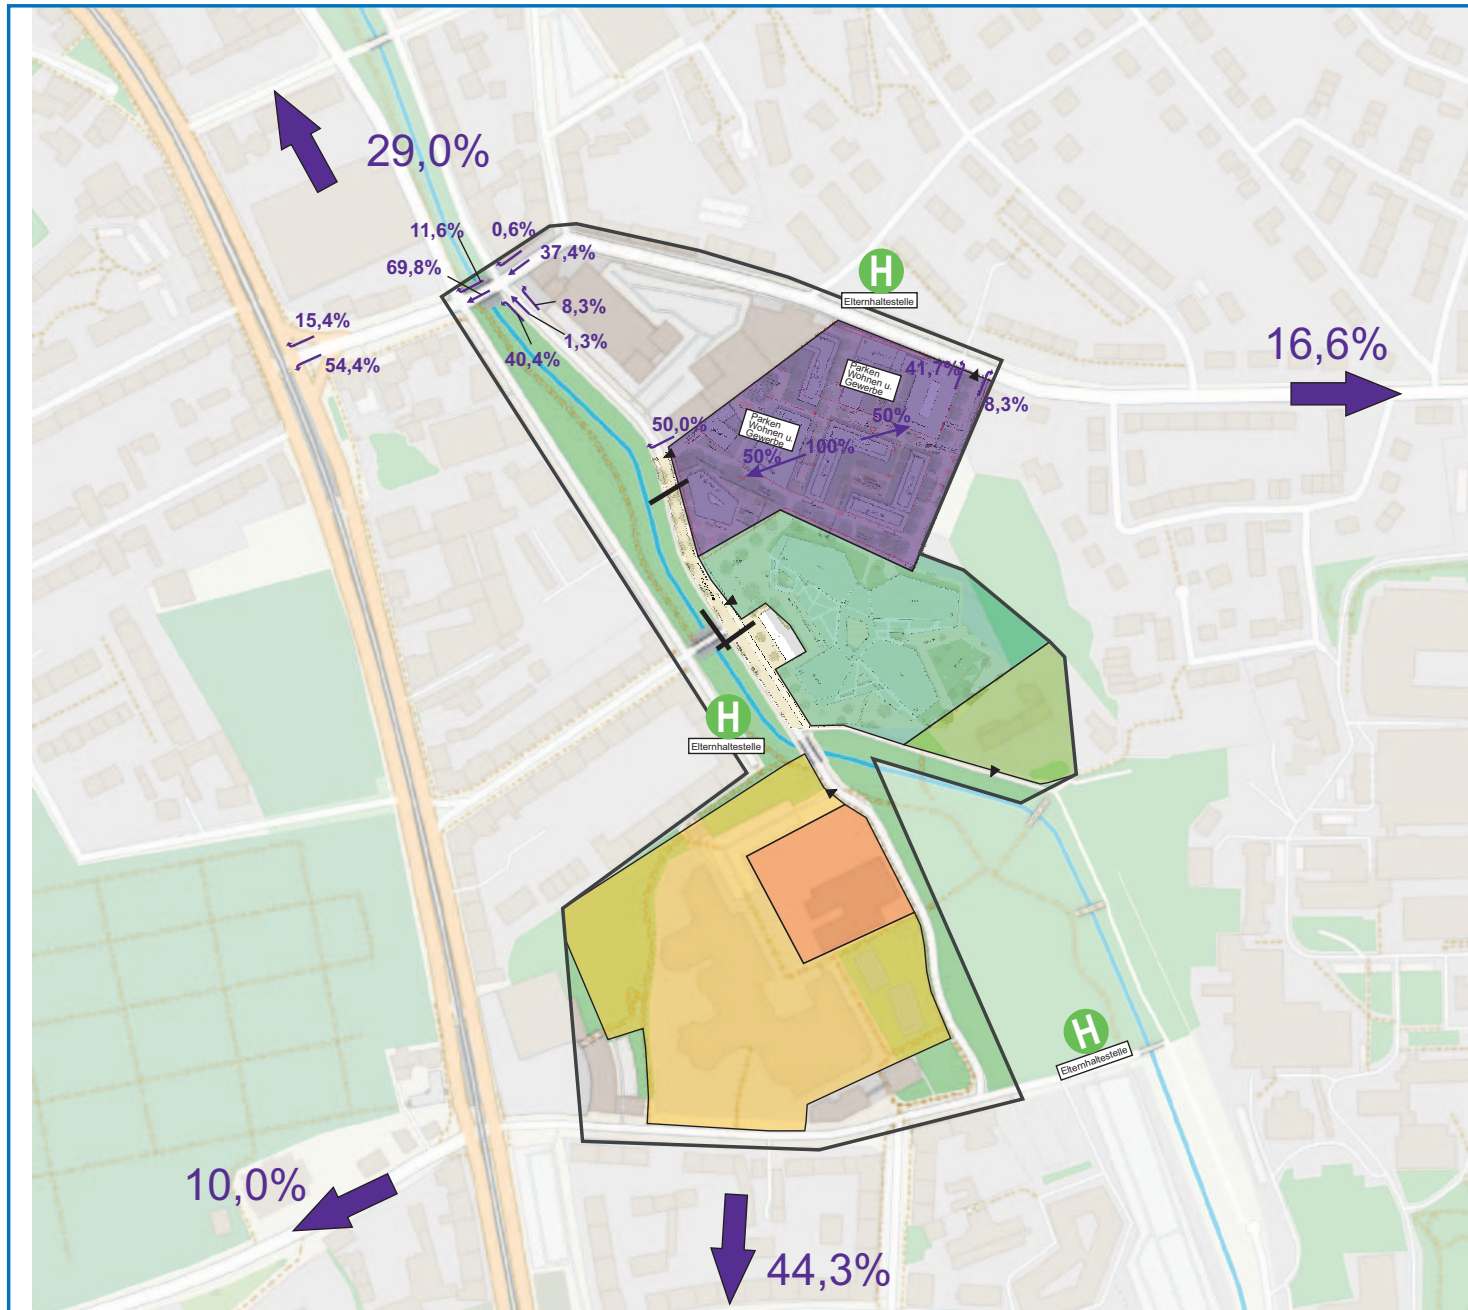 29,0%
11,6%
0,6%
37,4%
69,8%
8,3%
15,4%
1,3%
54,4%
40,4%
H
Elternhaltestelle
16,6%
Parken
Wohnen u.
Gewerbe
41,7%
8,3%
50,0%
Parken
Wohnen u.
Gewerbe
50%
100%
50%
H
Elternhaltestelle
H
Elternhaltestelle
10,0%
44,3%